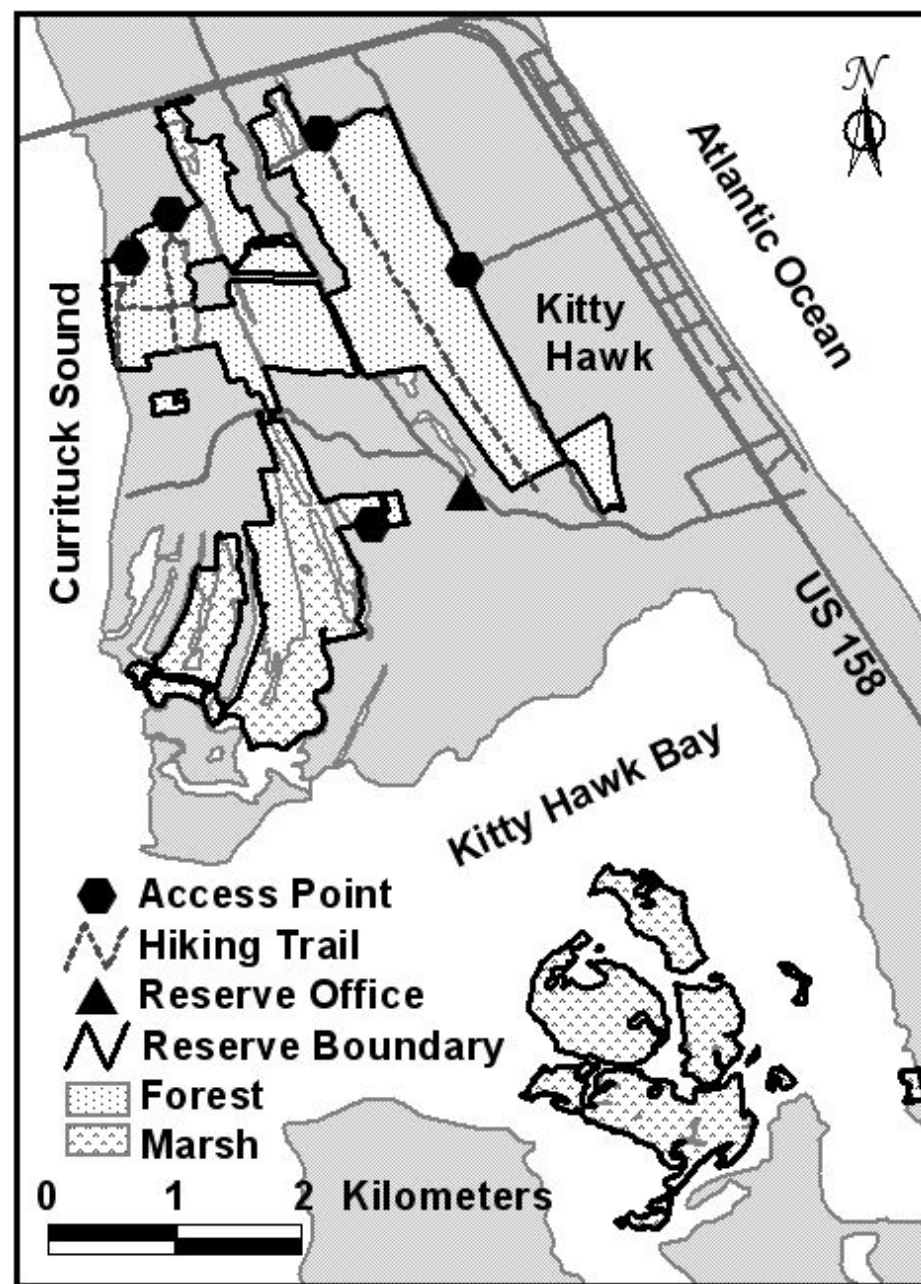 N
Atlantic Ocean
Kitty
Hawk
Currituck Sound
US 158
Kitty Hawk Bay
Access Point
Hiking Trail
Reserve Office
Reserve Boundary
Forest
Marsh
0 1 2 Kilometers